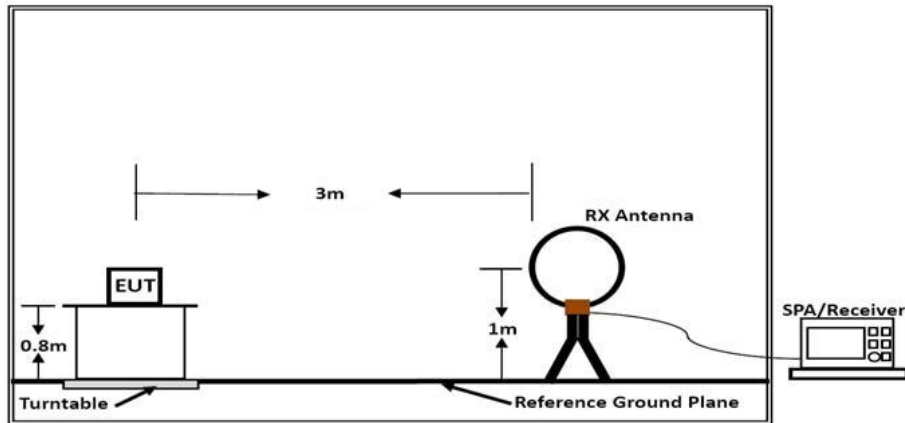 3m
RX Antenna
EUT
SPA/Receiver
1m
0.8m
Turntable
Reference Ground Plane